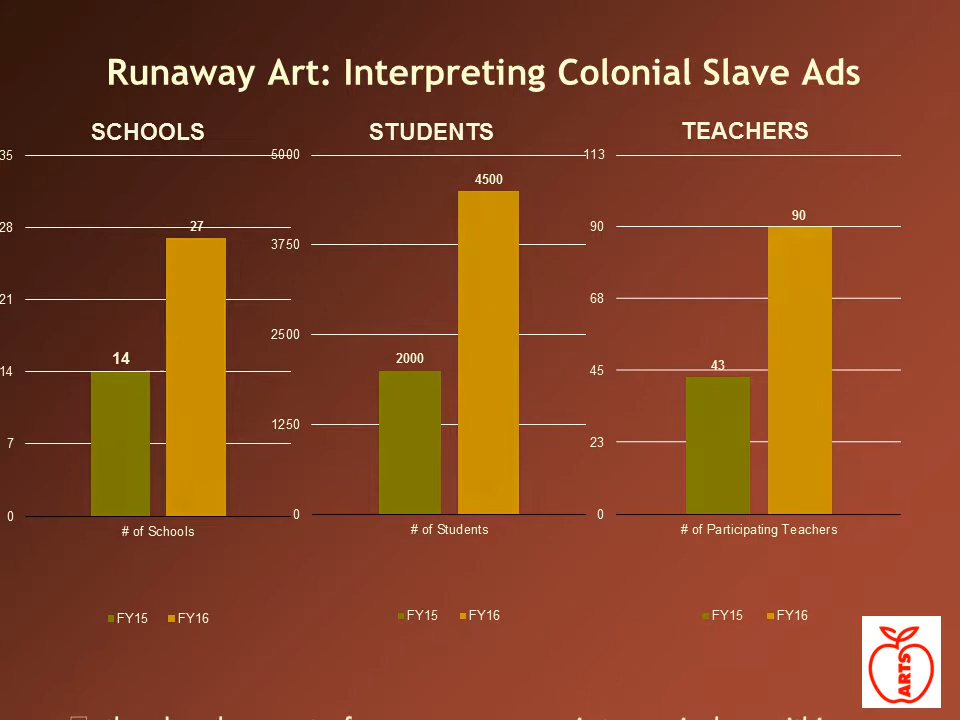 Runaway Art: Interpreting Colonial Slave Ads
SCHOOLS
35
28
21
14
7
0
14
27
# of Schools
FY15 FY16
STUDENTS
5000
3750
2500
1250
0
2000
4500
# of Students
FY15 FY16
TEACHERS
113
90
68
45
23
0
43
90
# of Participating Teachers
FY15 FY16
ARTS